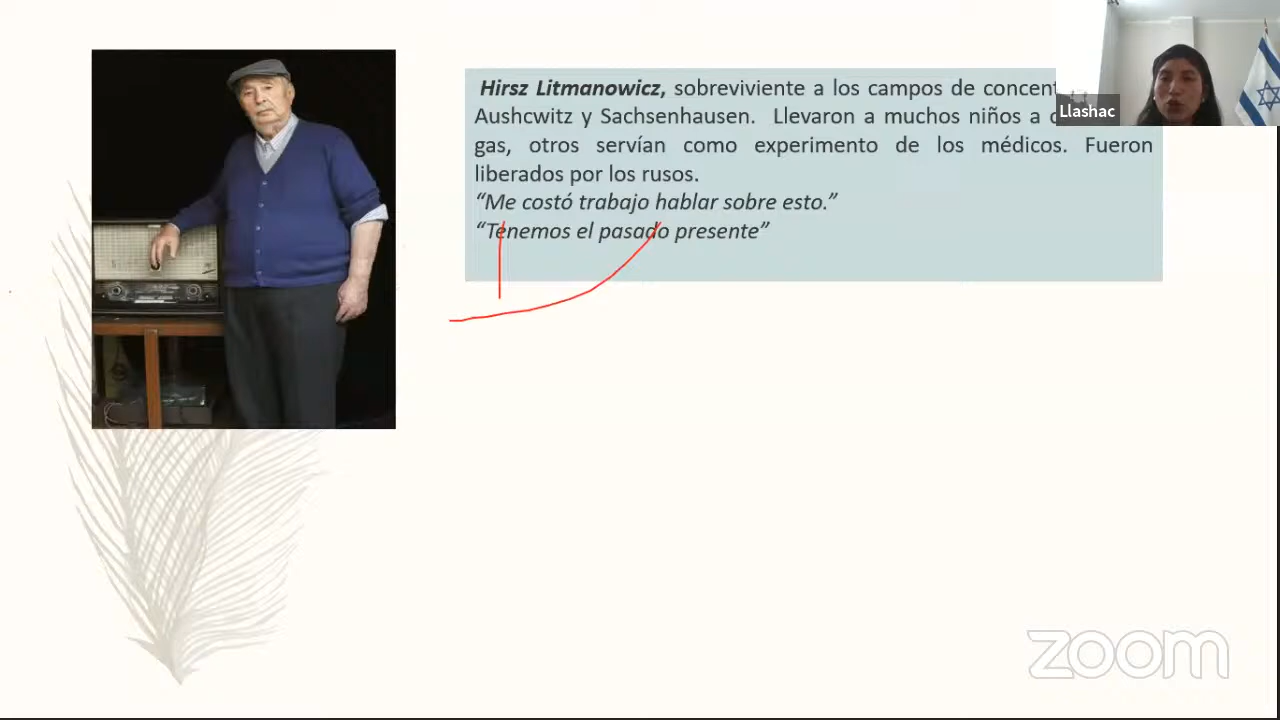 Hirsz Litmanowicz, sobreviviente a los campos de
Aushcwitz y Sachsenhausen. Llevaron a muchos niños a
gas, otros servían como experimento de los médicos. Fueron
liberados por los rusos.
“Me costó trabajo hablar sobre esto.”
“Tenemos el pasado presente”
Llashac
zoom